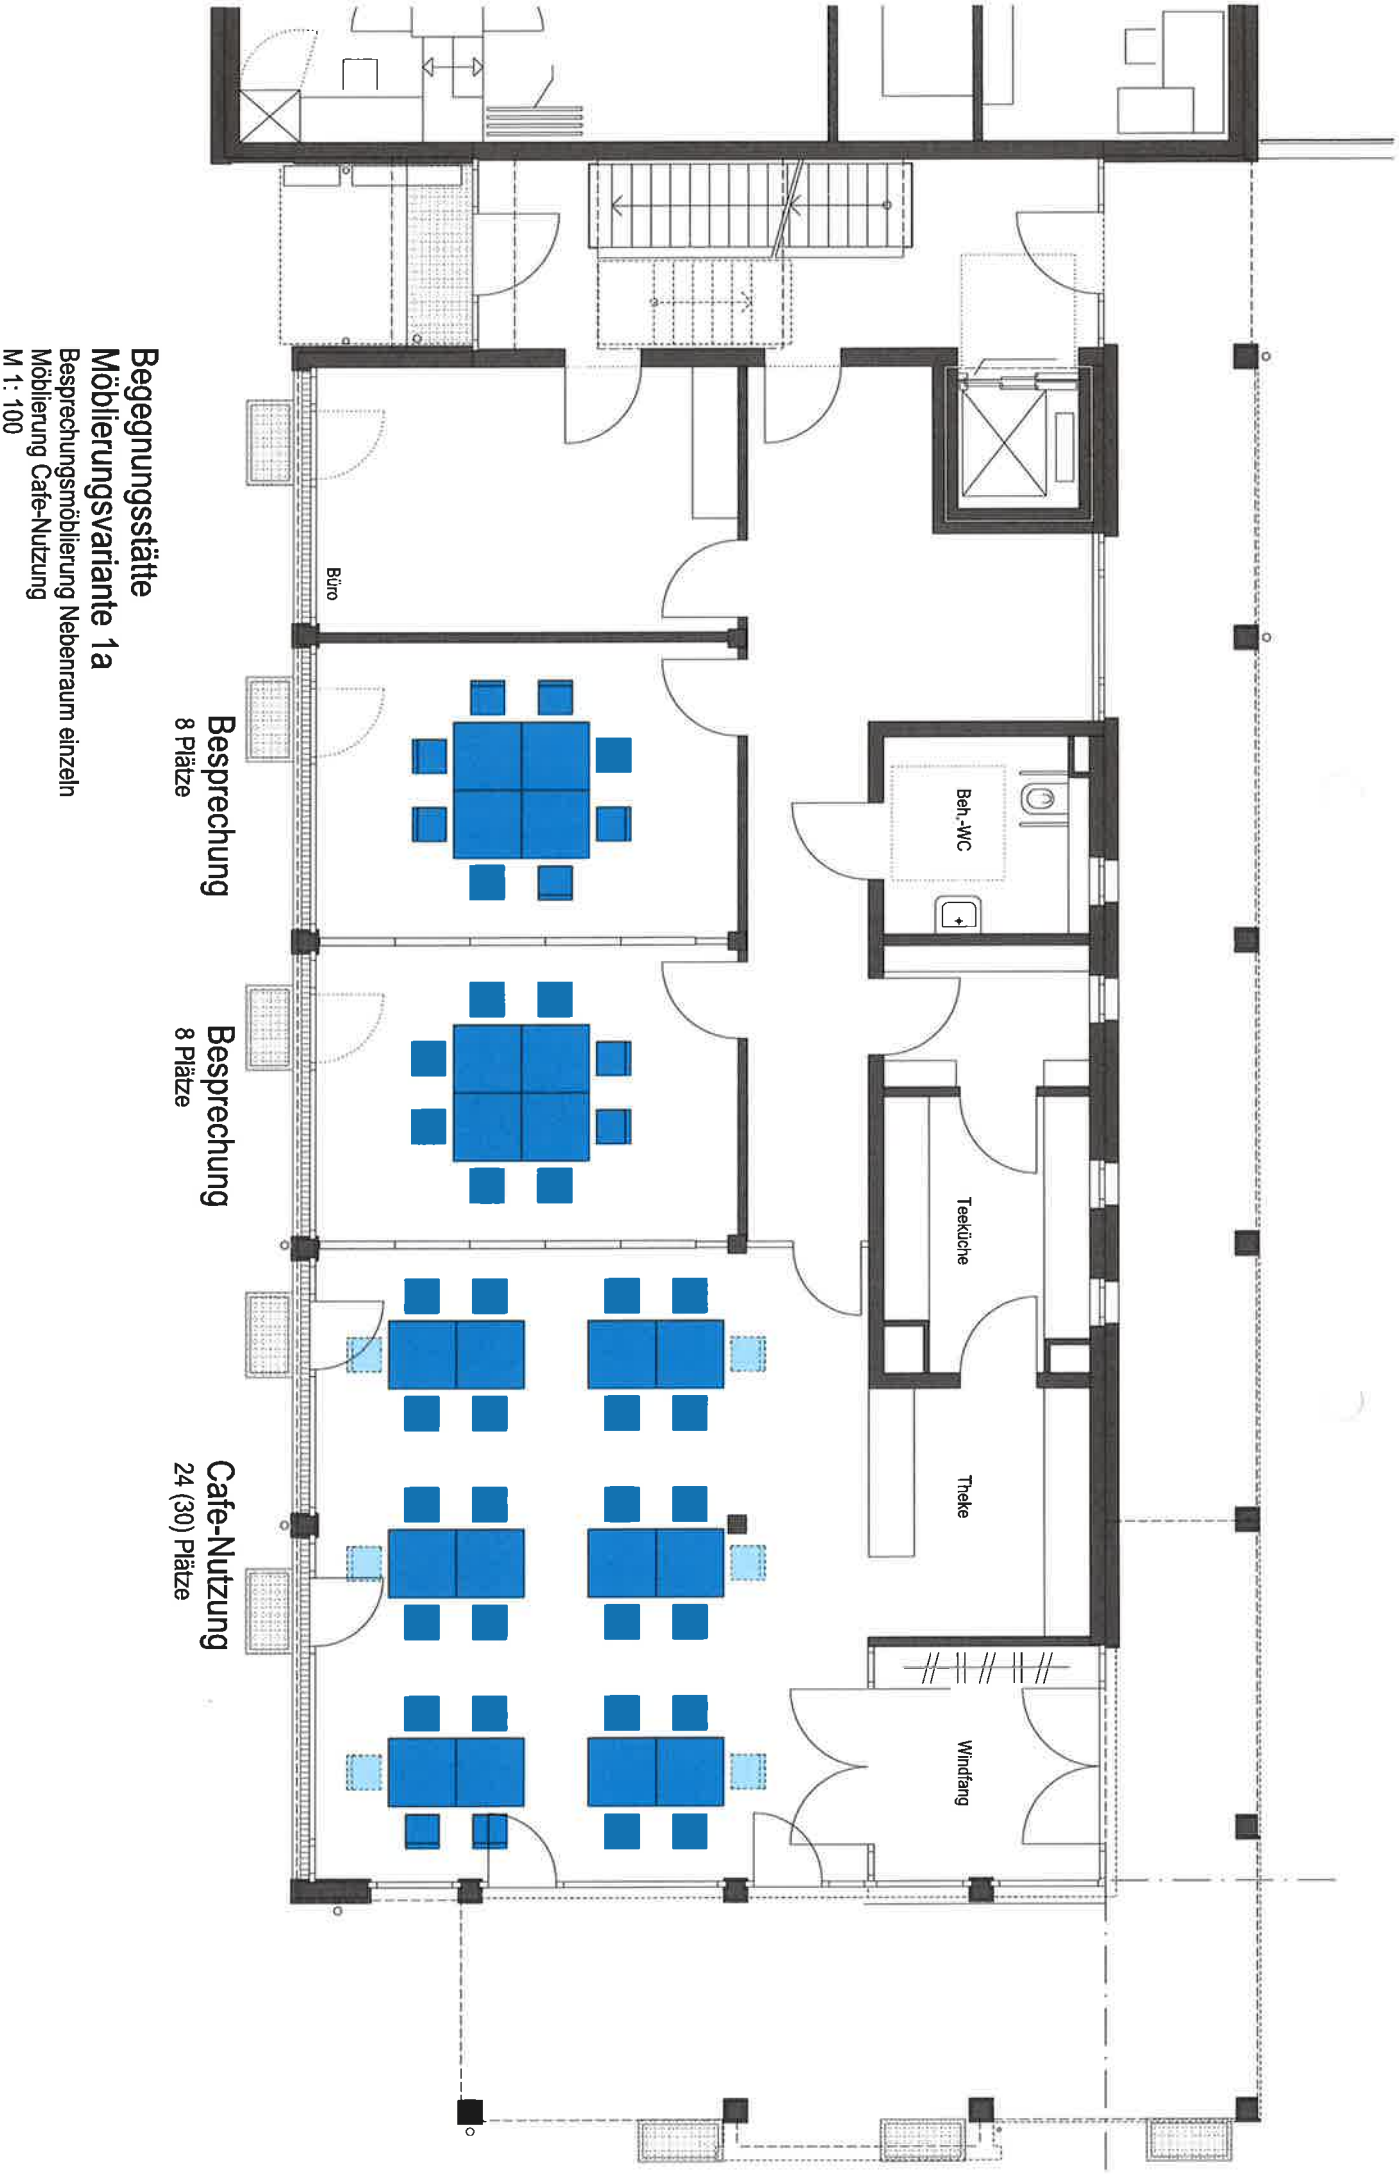 Begegnungsstätte
Möblierungsvariante 1a
Besprechungsmöblierung Nebenraum einzeln
Möblierung Cafe-Nutzung
M 1: 100
Büro
Beh.-WC
Teeküche
Theke
Windfang
Besprechung
8 Plätze
Besprechung
8 Plätze
Cafe-Nutzung
24 (30) Plätze